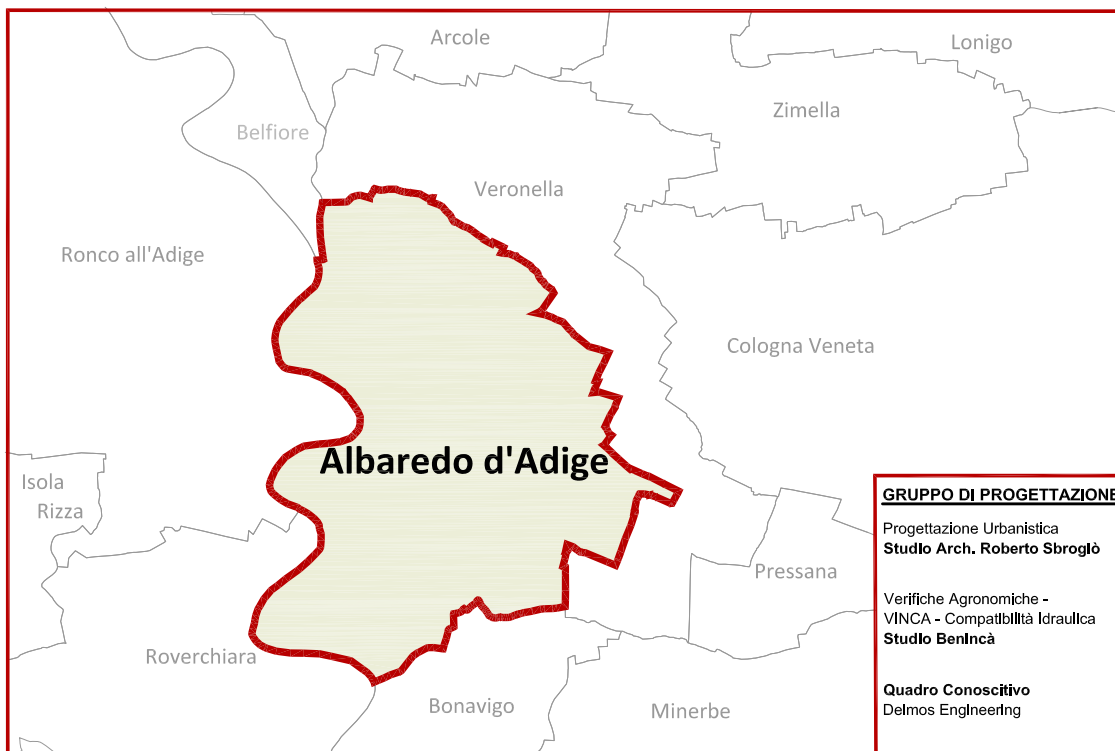 Arcole
Lonigo
Zimella
Belfiore
Veronella
Ronco all'Adige
Cologna Veneta
Albaredo d'Adige
Isola
Rizza
Pressana
Roverchiara
Bonavigo
Minerbe
GRUPPO DI PROGETTAZIONE
Progettazione Urbanistica
Studio Arch. Roberto Sbrogiò
Verifiche Agronomiche -
VINCA - Compatibilità Idraulica
Studio Benincà
Quadro Conoscitivo
Delmos Engineering